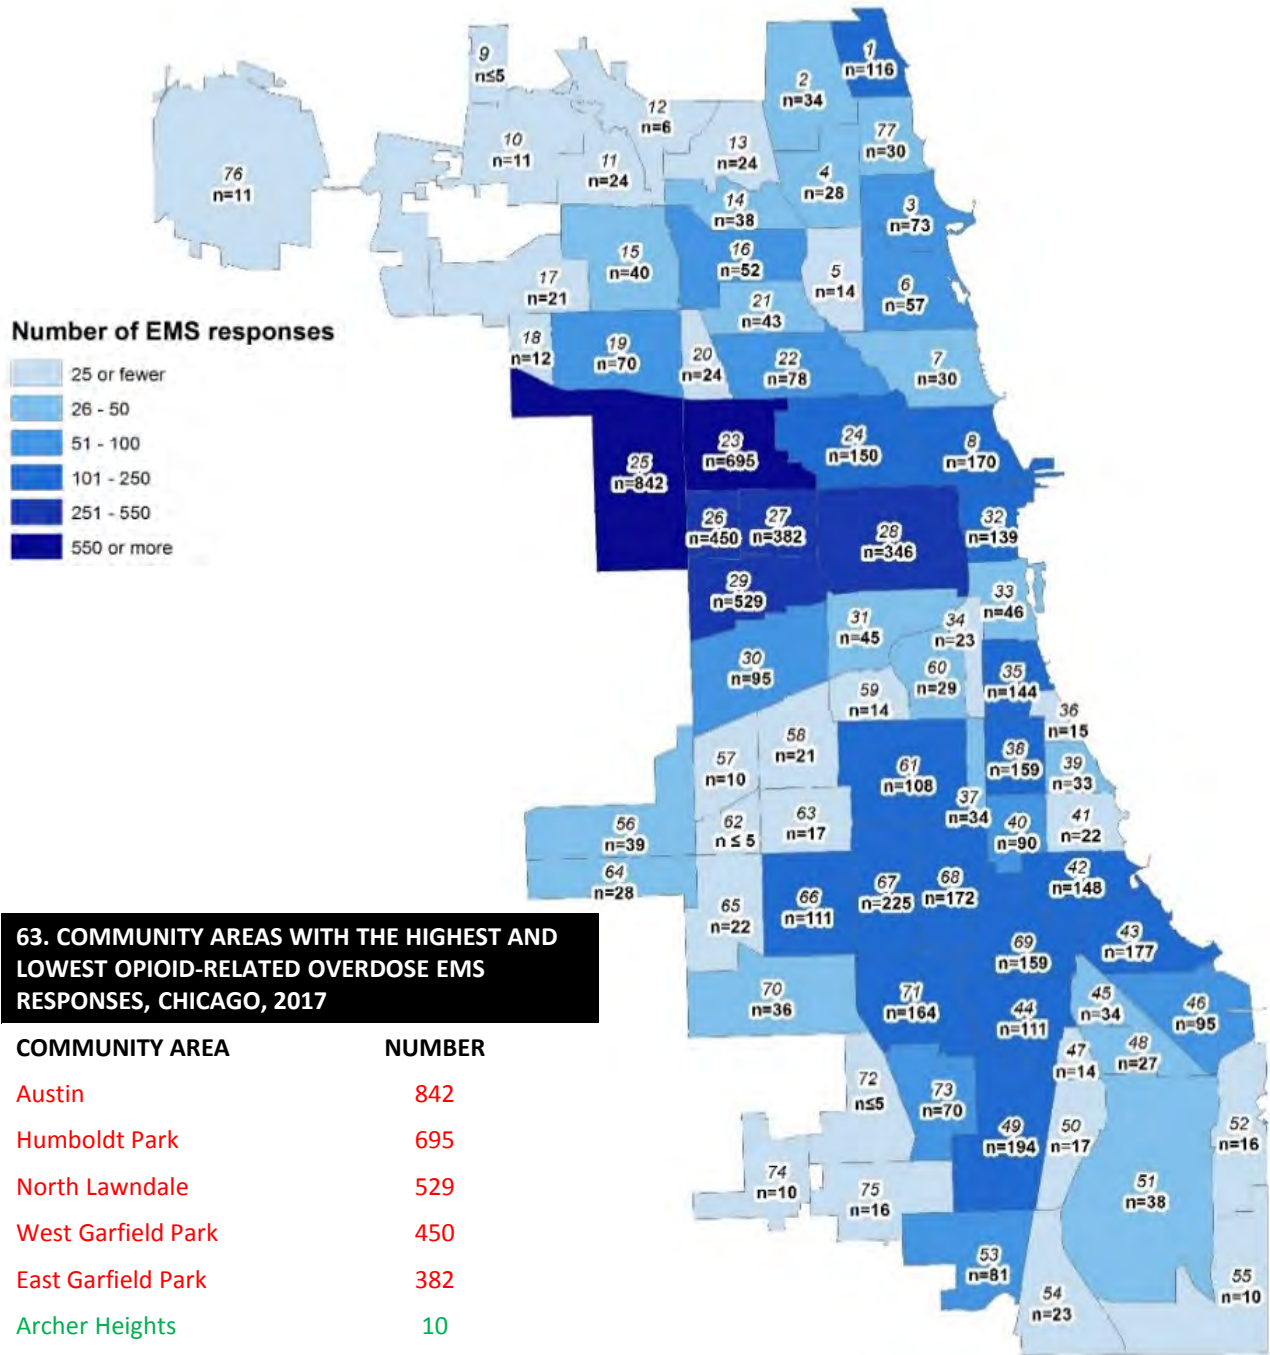 1
n=116
9
n≤5
2
n=34
12
n=6
77
n=30
10
n=11
13
n=24
11
n=24
4
n=28
76
n=11
14
n=38
3
n=73
15
n=40
16
n=52
5
n=14
17
n=21
6
n=57
21
n=43
Number of EMS responses
25 or fewer
26 - 50
51 - 100
101 - 250
251 - 550
550 or more
18
n=12
19
n=70
20
n=24
22
n=78
7
n=30
23
n=695
24
n=150
8
n=170
25
n=842
26
n=450
27
n=382
28
n=346
32
n=139
29
n=529
33
n=46
31
n=45
34
n=23
30
n=95
60
n=29
35
n=144
59
n=14
36
n=15
58
n=21
57
n=10
61
n=108
38
n=159
39
n=33
37
n=34
63
n=17
62
n ≤ 5
56
n=39
40
n=90
41
n=22
64
n=28
42
n=148
66
n=111
67
n=225
68
n=172
65
n=22
43
n=177
69
n=159
63. COMMUNITY AREAS WITH THE HIGHEST AND
LOWEST OPIOID-RELATED OVERDOSE EMS
RESPONSES, CHICAGO, 2017
70
n=36
71
n=164
44
n=111
45
n=34
46
n=95
47
n=14
48
n=27
COMMUNITY AREA NUMBER
Austin 842
Humboldt Park 695
North Lawndale 529
West Garfield Park 450
East Garfield Park 382
Archer Heights 10
72
n≤5
73
n=70
49
n=194
50
n=17
52
n=16
74
n=10
75
n=16
51
n=38
53
n=81
54
n=23
55
n=10